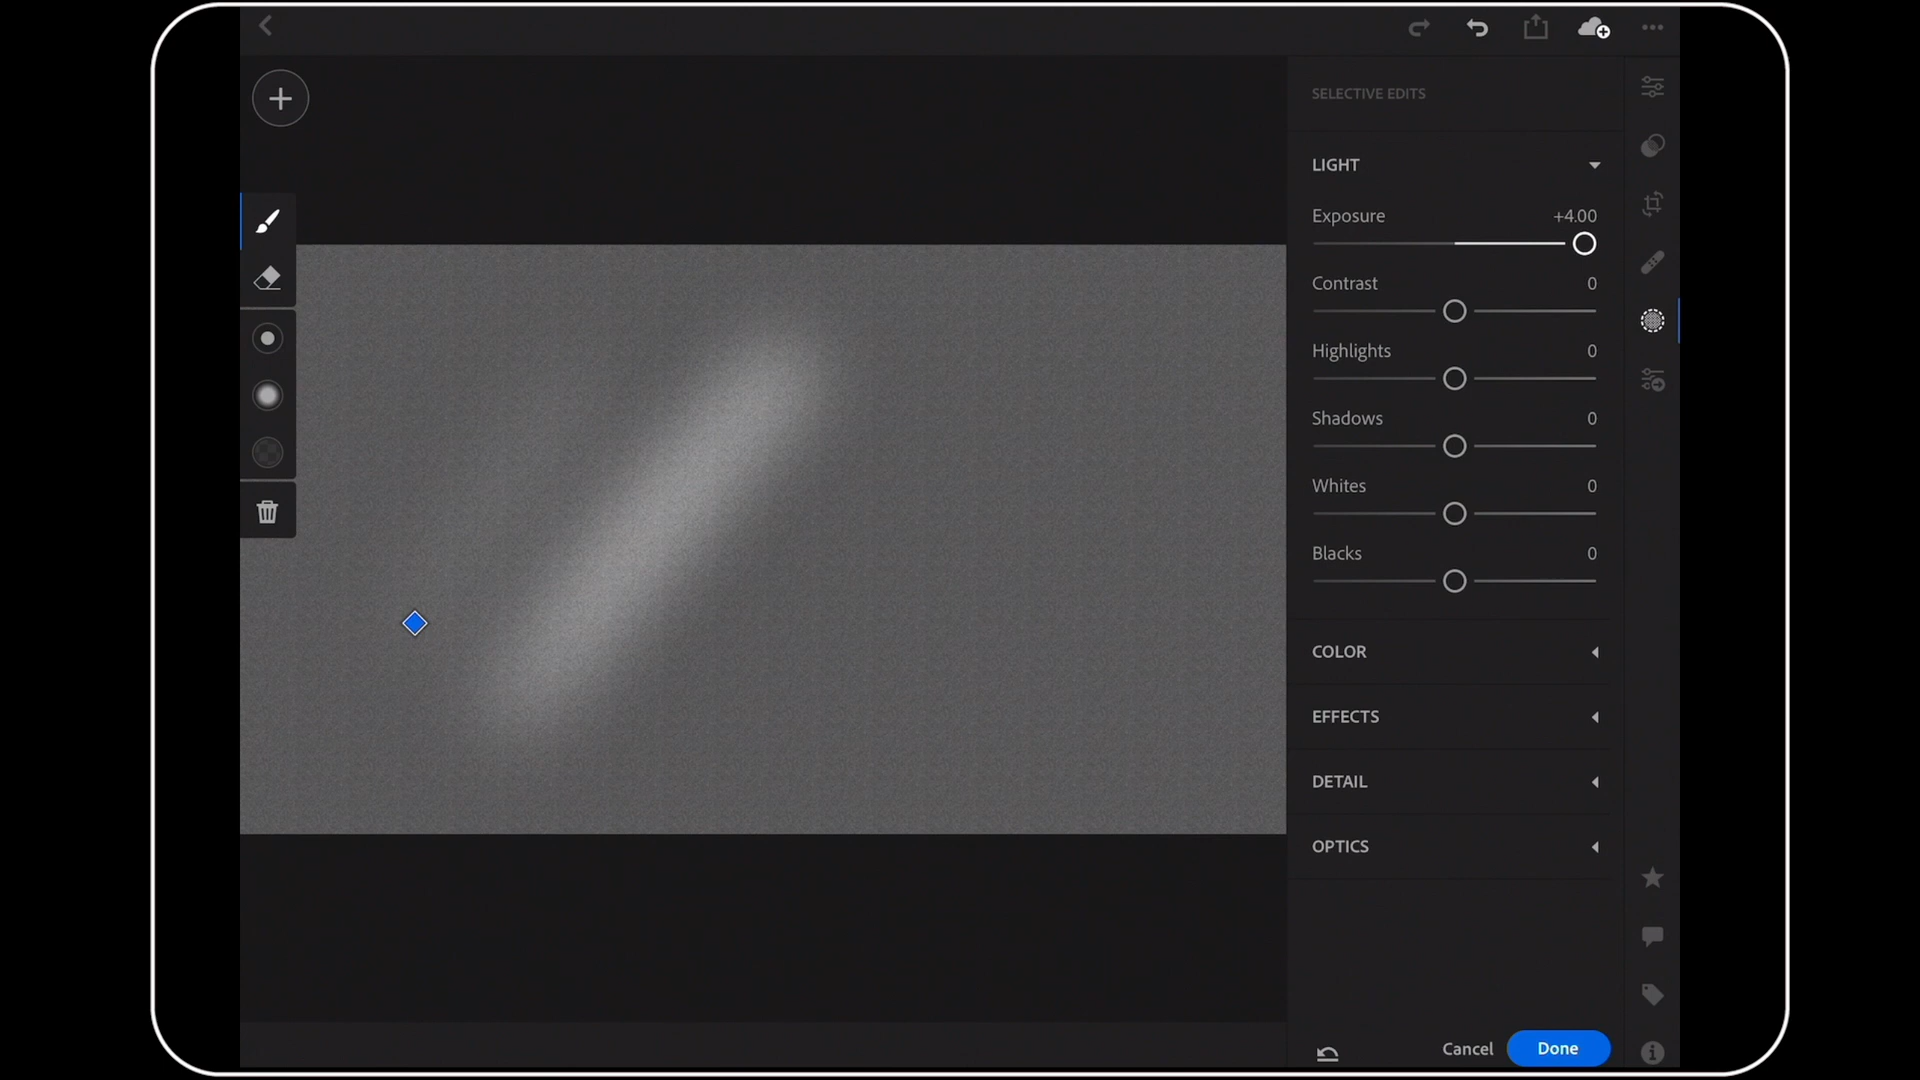 SELECTIVE EDITS
LIGHT
Exposure +4.00
Contrast 0
Highlights 0
Shadows 0
Whites 0
Blacks 0
COLOR
EFFECTS
DETAIL
OPTICS
Cancel Done